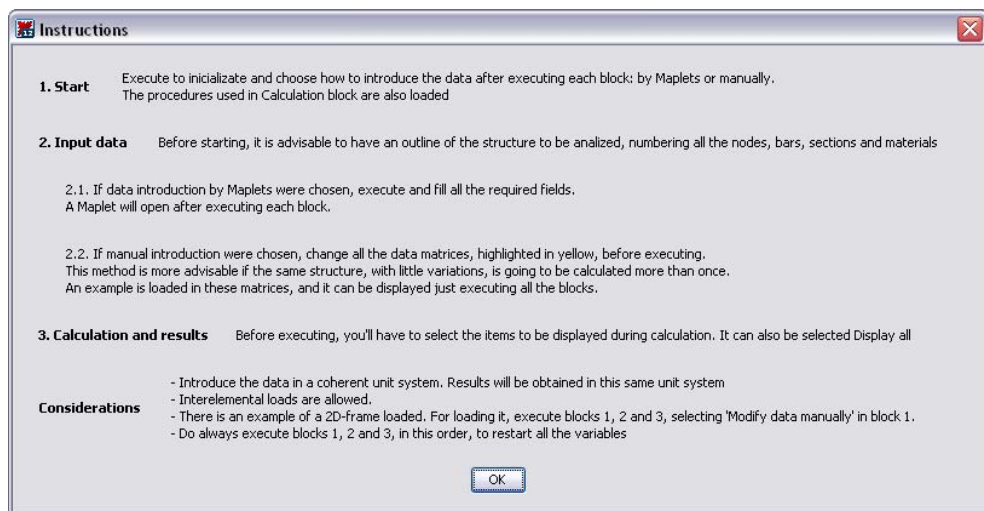 Instructions
1. Start
Execute to inicializate and choose how to introduce the data after executing each block: by Maplets or manually.
The procedures used in Calculation block are also loaded
2. Input data Before starting, it is advisable to have an outline of the structure to be analized, numbering all the nodes, bars, sections and materials
2.1. If data introduction by Maplets were chosen, execute and fill all the required fields.
A Maplet will open after executing each block.
2.2. If manual introduction were chosen, change all the data matrices, highlighted in yellow, before executing.
This method is more advisable if the same structure, with little variations, is going to be calculated more than once.
An example is loaded in these matrices, and it can be displayed just executing all the blocks.
3. Calculation and results Before executing, you'll have to select the items to be displayed during calculation. It can also be selected Display all
Considerations
- Introduce the data in a coherent unit system. Results will be obtained in this same unit system
- Interelemental loads are allowed.
- There is an example of a 2D-frame loaded. For loading it, execute blocks 1, 2 and 3, selecting 'Modify data manually' in block 1.
- Do always execute blocks 1, 2 and 3, in this order, to restart all the variables
OK